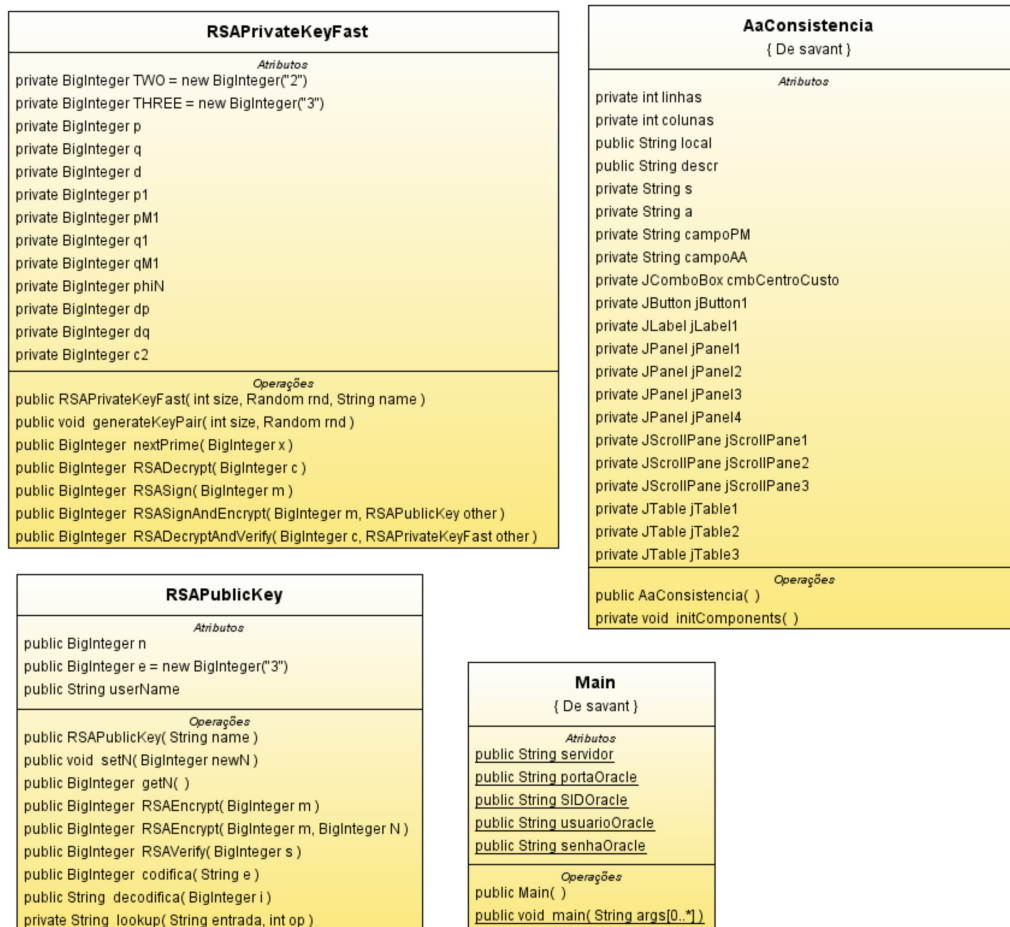 RSAPrivateKeyFast
Atributos
private BigInteger TWO = new BigInteger("2")
private BigInteger THREE = new BigInteger("3")
private BigInteger p
private BigInteger q
private BigInteger d
private BigInteger p1
private BigInteger pM1
private BigInteger q1
private BigInteger qM1
private BigInteger phiN
private BigInteger dp
private BigInteger dq
private BigInteger c2
Operações
public RSAPrivateKeyFast( int size, Random rnd, String name )
public void generateKeyPair( int size, Random rnd )
public BigInteger nextPrime( BigInteger x )
public BigInteger RSADecrypt( BigInteger c )
public BigInteger RSASign( BigInteger m )
public BigInteger RSASignAndEncrypt( BigInteger m, RSAPublicKey other )
public BigInteger RSADecryptAndVerify( BigInteger c, RSAPrivateKeyFast other )
AaConsistencia
{ De savant }
Atributos
private int linhas
private int colunas
public String local
public String descr
private String s
private String a
private String campoPM
private String campoAA
private JComboBox cmbCentroCusto
private JButton jButton1
private JLabel jLabel1
private JPanel jPanel1
private JPanel jPanel2
private JPanel jPanel3
private JPanel jPanel4
private JScrollPane jScrollPane1
private JScrollPane jScrollPane2
private JScrollPane jScrollPane3
private JTable jTable1
private JTable jTable2
private JTable jTable3
Operações
public AaConsistencia( )
private void initComponents( )
RSAPublicKey
Atributos
public BigInteger n
public BigInteger e = new BigInteger("3")
public String userName
Operações
public RSAPublicKey( String name )
public void setN( BigInteger newN )
public BigInteger getN( )
public BigInteger RSAEncrypt( BigInteger m )
public BigInteger RSAEncrypt( BigInteger m, BigInteger N )
public BigInteger RSAVerify( BigInteger s )
public BigInteger codifica( String e )
public String decodifica( BigInteger i )
private String lookup( String entrada, int op )
Main
{ De savant }
Atributos
public String servidor
public String portaOracle
public String SIDOracle
public String usuarioOracle
public String senhaOracle
Operações
public Main( )
public void main( String args[0..*] )